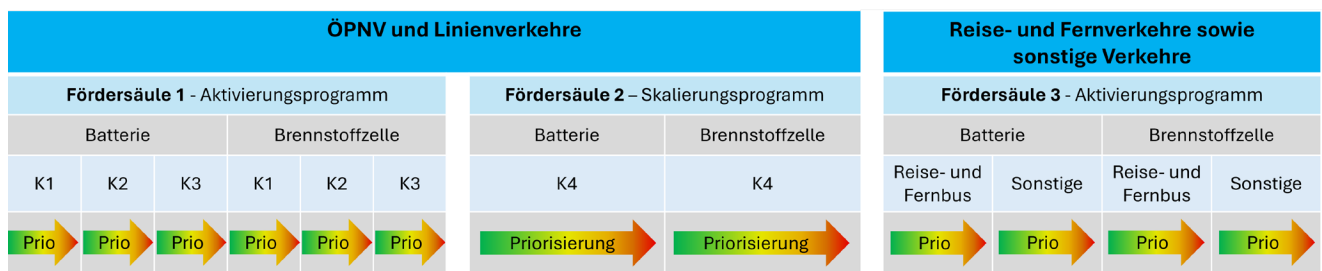 ÖPNV und Linienverkehre
Reise- und Fernverkehre sowie
sonstige Verkehre
Fördersäule 1 - Aktivierungsprogramm
Fördersäule 2 – Skalierungsprogramm
Fördersäule 3 - Aktivierungsprogramm
Batterie Brennstoffzelle
Batterie Brennstoffzelle
Batterie Brennstoffzelle
K1 K2 K3 K1 K2 K3
K4 K4
Reise- und
Fernbus
Sonstige
Reise- und
Fernbus
Sonstige
Prio Prio Prio Prio Prio Prio
Priorisierung Priorisierung
Prio Prio Prio Prio